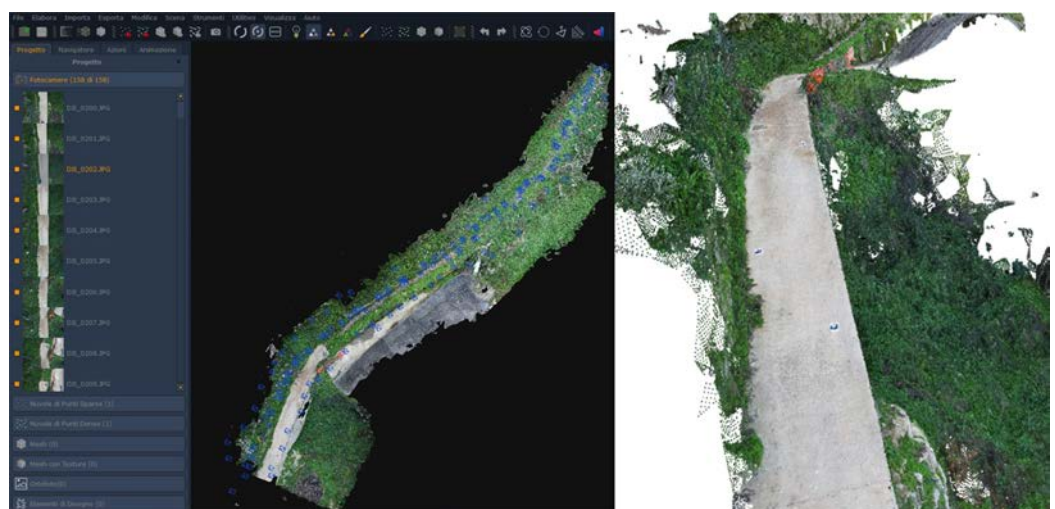 File Elabora Importa Esporta Modifica Scena Strumenti Utilities Visualizza Aiuto
Progetto Navigatore Azioni Animazione
Progetto
Fotocamere (158 di 158)
DJI_0200.JPG
DJI_0201.JPG
DJI_0202.JPG
DJI_0203.JPG
DJI_0204.JPG
DJI_0205.JPG
DJI_0206.JPG
DJI_0207.JPG
DJI_0208.JPG
DJI_0209.JPG
Nuvole di Punti Sparse (1)
Nuvole di Punti Dense (1)
Mesh (0)
Mesh con Texture (0)
Ortofoto(0)
Elementi di Disegno (0)